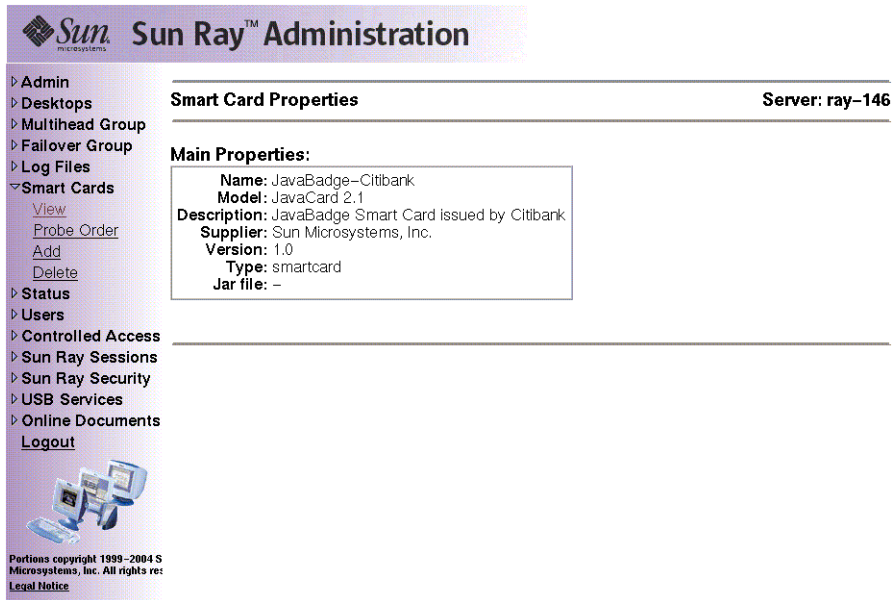 Sun microsystems Sun Ray™ Administration
Admin
Desktops
Multihead Group
Failover Group
Log Files
Smart Cards
View
Probe Order
Add
Delete
Status
Users
Controlled Access
Sun Ray Sessions
Sun Ray Security
USB Services
Online Documents
Logout
Portions copyright 1999–2004 S
Microsystems, Inc. All rights res
Legal Notice
Smart Card Properties Server: ray–146
Main Properties:
Name: JavaBadge–Citibank
Model: JavaCard 2.1
Description: JavaBadge Smart Card issued by Citibank
Supplier: Sun Microsystems, Inc.
Version: 1.0
Type: smartcard
Jar file: –